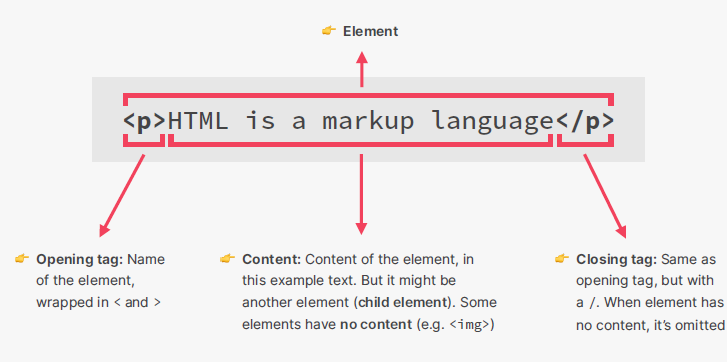 👉 Element
<p>HTML is a markup language</p>
👉 Opening tag: Name
of the element,
wrapped in < and >
👉 Content: Content of the element, in
this example text. But it might be
another element (child element). Some
elements have no content (e.g. <img>)
👉 Closing tag: Same as
opening tag, but with
a /. When element has
no content, it's omitted